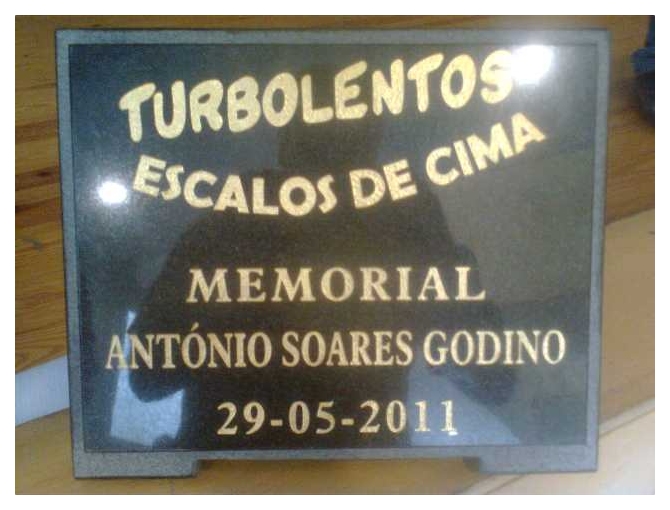 TURBOLENTOS
ESCALOS DE CIMA
MEMORIAL
ANTÓNIO SOARES GODINO
29-05-2011